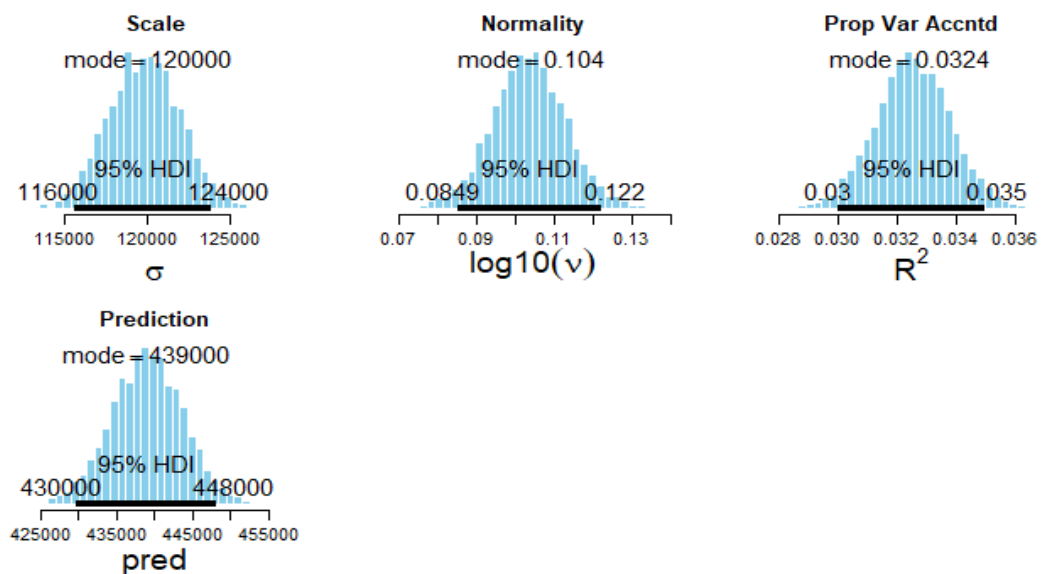 Scale
mode = 120000
95% HDI
116000 124000
115000 120000 125000
σ
Normality
mode = 0.104
95% HDI
0.0849 0.122
0.07 0.09 0.11 0.13
log10(ν)
Prop Var Accntd
mode = 0.0324
95% HDI
0.03 0.035
0.028 0.030 0.032 0.034 0.036
R²
Prediction
mode = 439000
95% HDI
430000 448000
425000 435000 445000 455000
pred